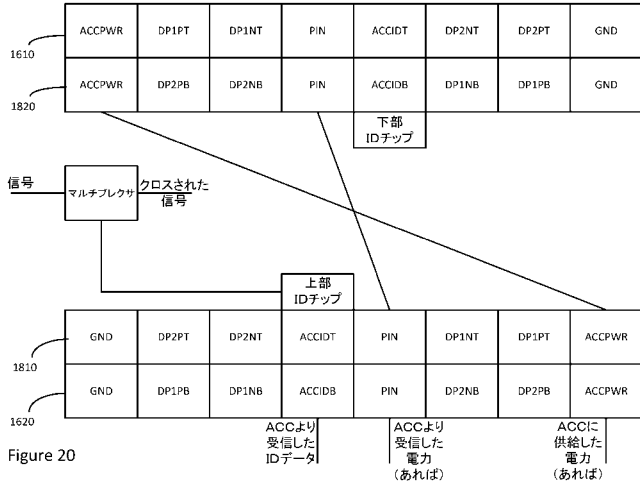 ACCPWR DP1PT DP1NT PIN ACCIDT DP2NT DP2PT GND
1610
ACCPWR DP2PB DP2NB PIN ACCIDB DP1NB DP1PB GND
1820
下部
IDチップ
信号
マルチプレクサ
クロスされた
信号
上部
IDチップ
GND DP2PT DP2NT ACCIDT PIN DP1NT DP1PT ACCPWR
1810
GND DP1PB DP1NB ACCIDB PIN DP2NB DP2PB ACCPWR
1620
ACCより
受信した
IDデータ
ACCより
受信した
電力
(あれば)
ACCに
供給した
電力
(あれば)
Figure 20